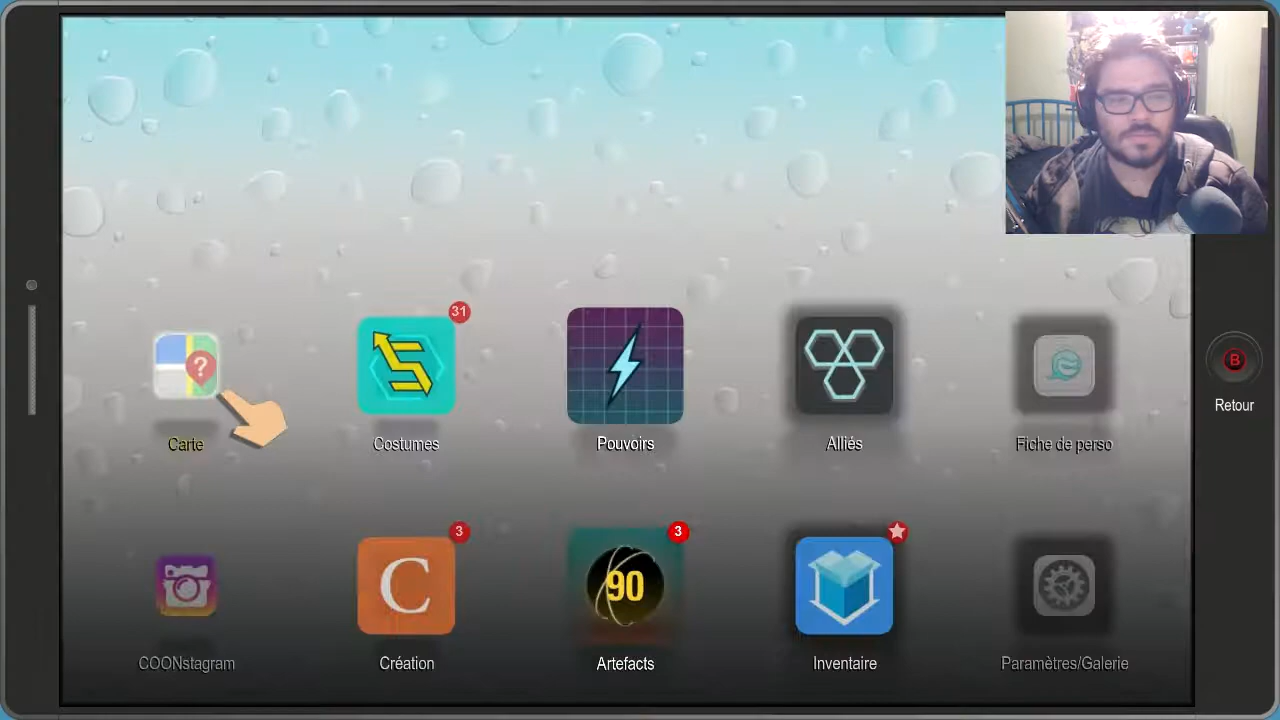 31
?
Carte
Costumes
Pouvoirs
Alliés
Fiche de perso
B
Retour
3
3
C
90
COONstagram
Création
Artefacts
Inventaire
Paramètres/Galerie